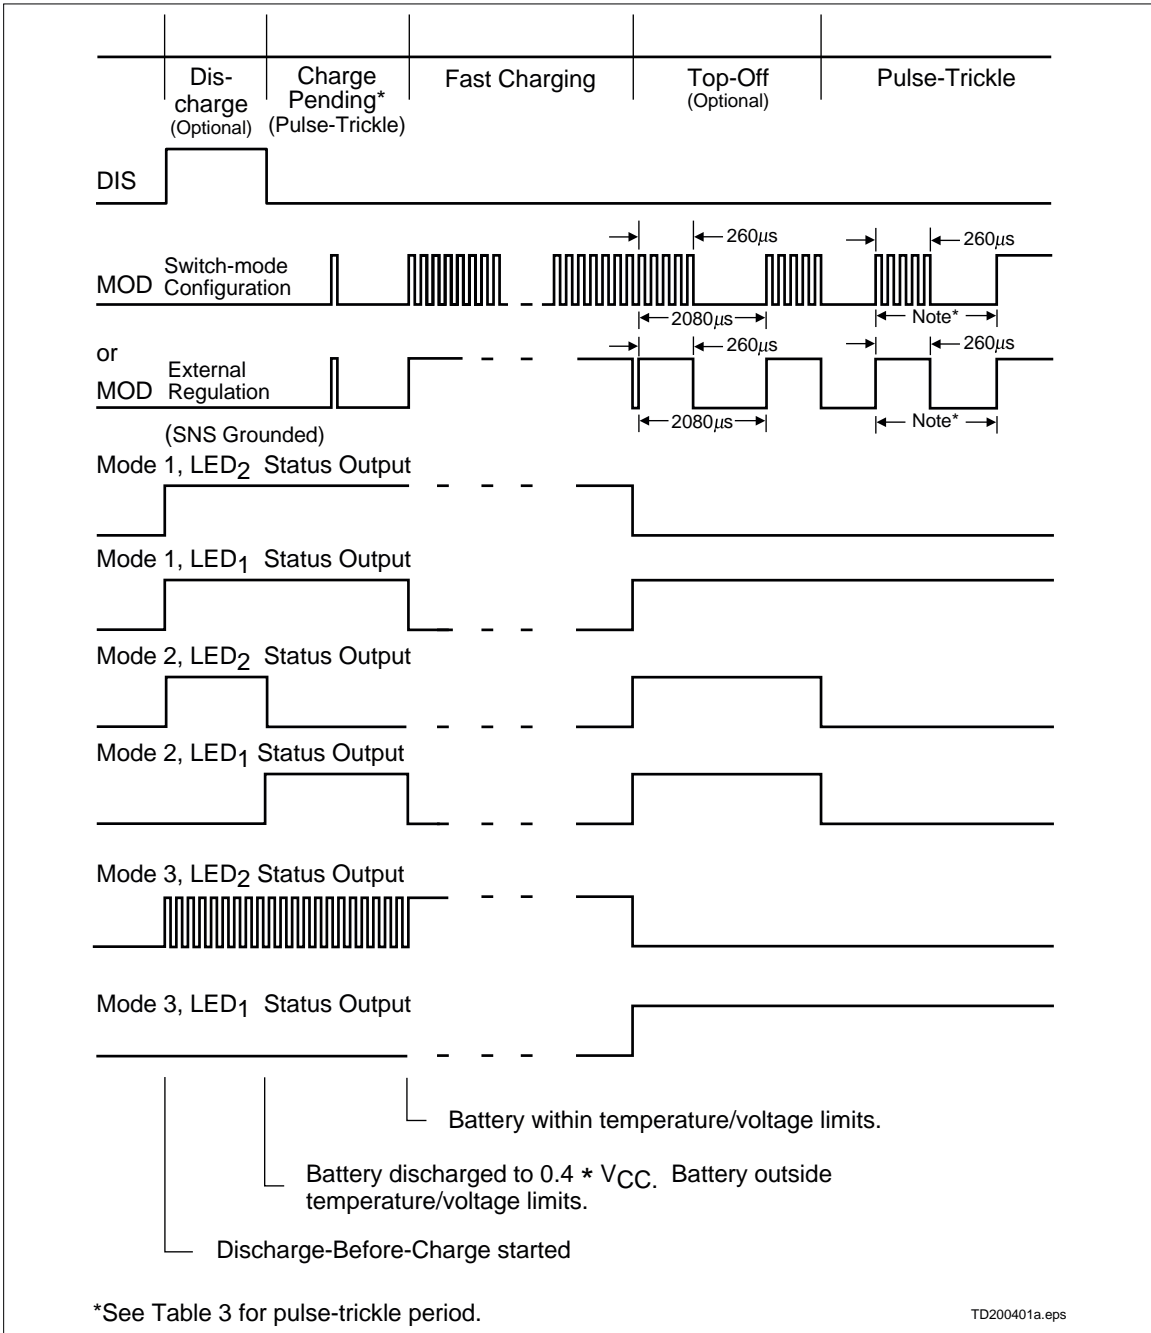 Dis-
charge
(Optional)
Charge
Pending*
(Pulse-Trickle)
Fast Charging
Top-Off
(Optional)
Pulse-Trickle
DIS
260µs
260µs
MOD Switch-mode
Configuration
2080µs
Note*
or
MOD External
Regulation
260µs
260µs
2080µs
Note*
(SNS Grounded)
Mode 1, LED2 Status Output
Mode 1, LED1 Status Output
Mode 2, LED2 Status Output
Mode 2, LED1 Status Output
Mode 3, LED2 Status Output
Mode 3, LED1 Status Output
Battery within temperature/voltage limits.
Battery discharged to 0.4 * VCC. Battery outside
temperature/voltage limits.
Discharge-Before-Charge started
*See Table 3 for pulse-trickle period.
TD200401a.eps